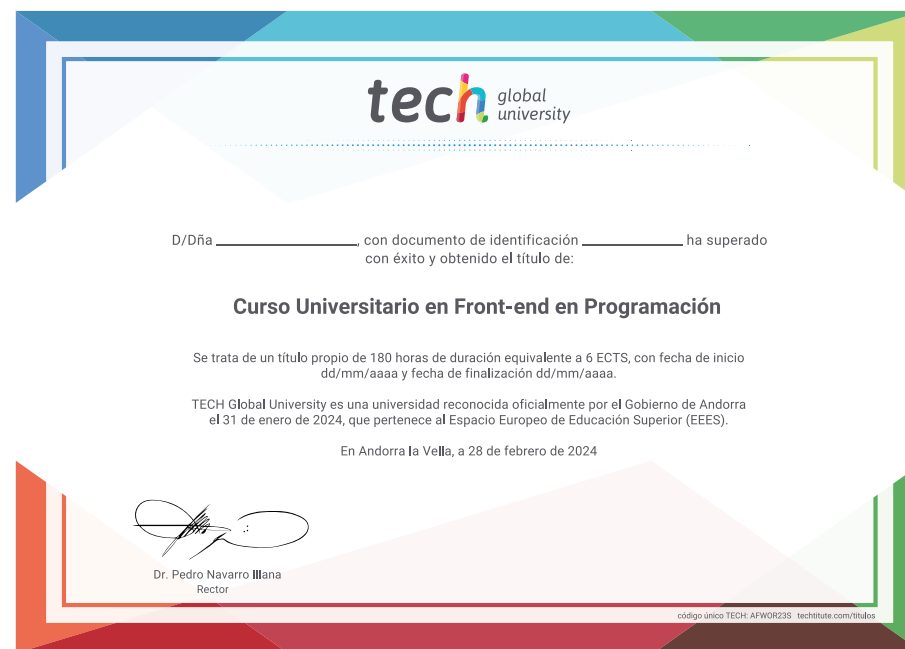 tech global university
D/Dña ____________________, con documento de identificación ______________ ha superado
con éxito y obtenido el título de:
Curso Universitario en Front-end en Programación
Se trata de un título propio de 180 horas de duración equivalente a 6 ECTS, con fecha de inicio
dd/mm/aaaa y fecha de finalización dd/mm/aaaa.
TECH Global University es una universidad reconocida oficialmente por el Gobierno de Andorra
el 31 de enero de 2024, que pertenece al Espacio Europeo de Educación Superior (EEES).
En Andorra la Vella, a 28 de febrero de 2024
Dr. Pedro Navarro Illana
Rector
código único TECH: AFWOR23S techtitute.com/titulos